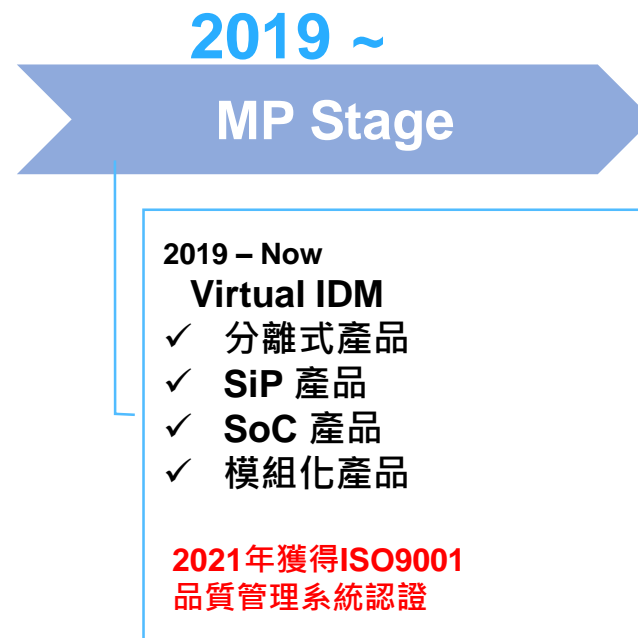 2019 ~
MP Stage
2019 – Now
Virtual IDM
✓ 分離式產品
✓ SiP 產品
✓ SoC 產品
✓ 模組化產品
2021年獲得ISO9001
品質管理系統認證